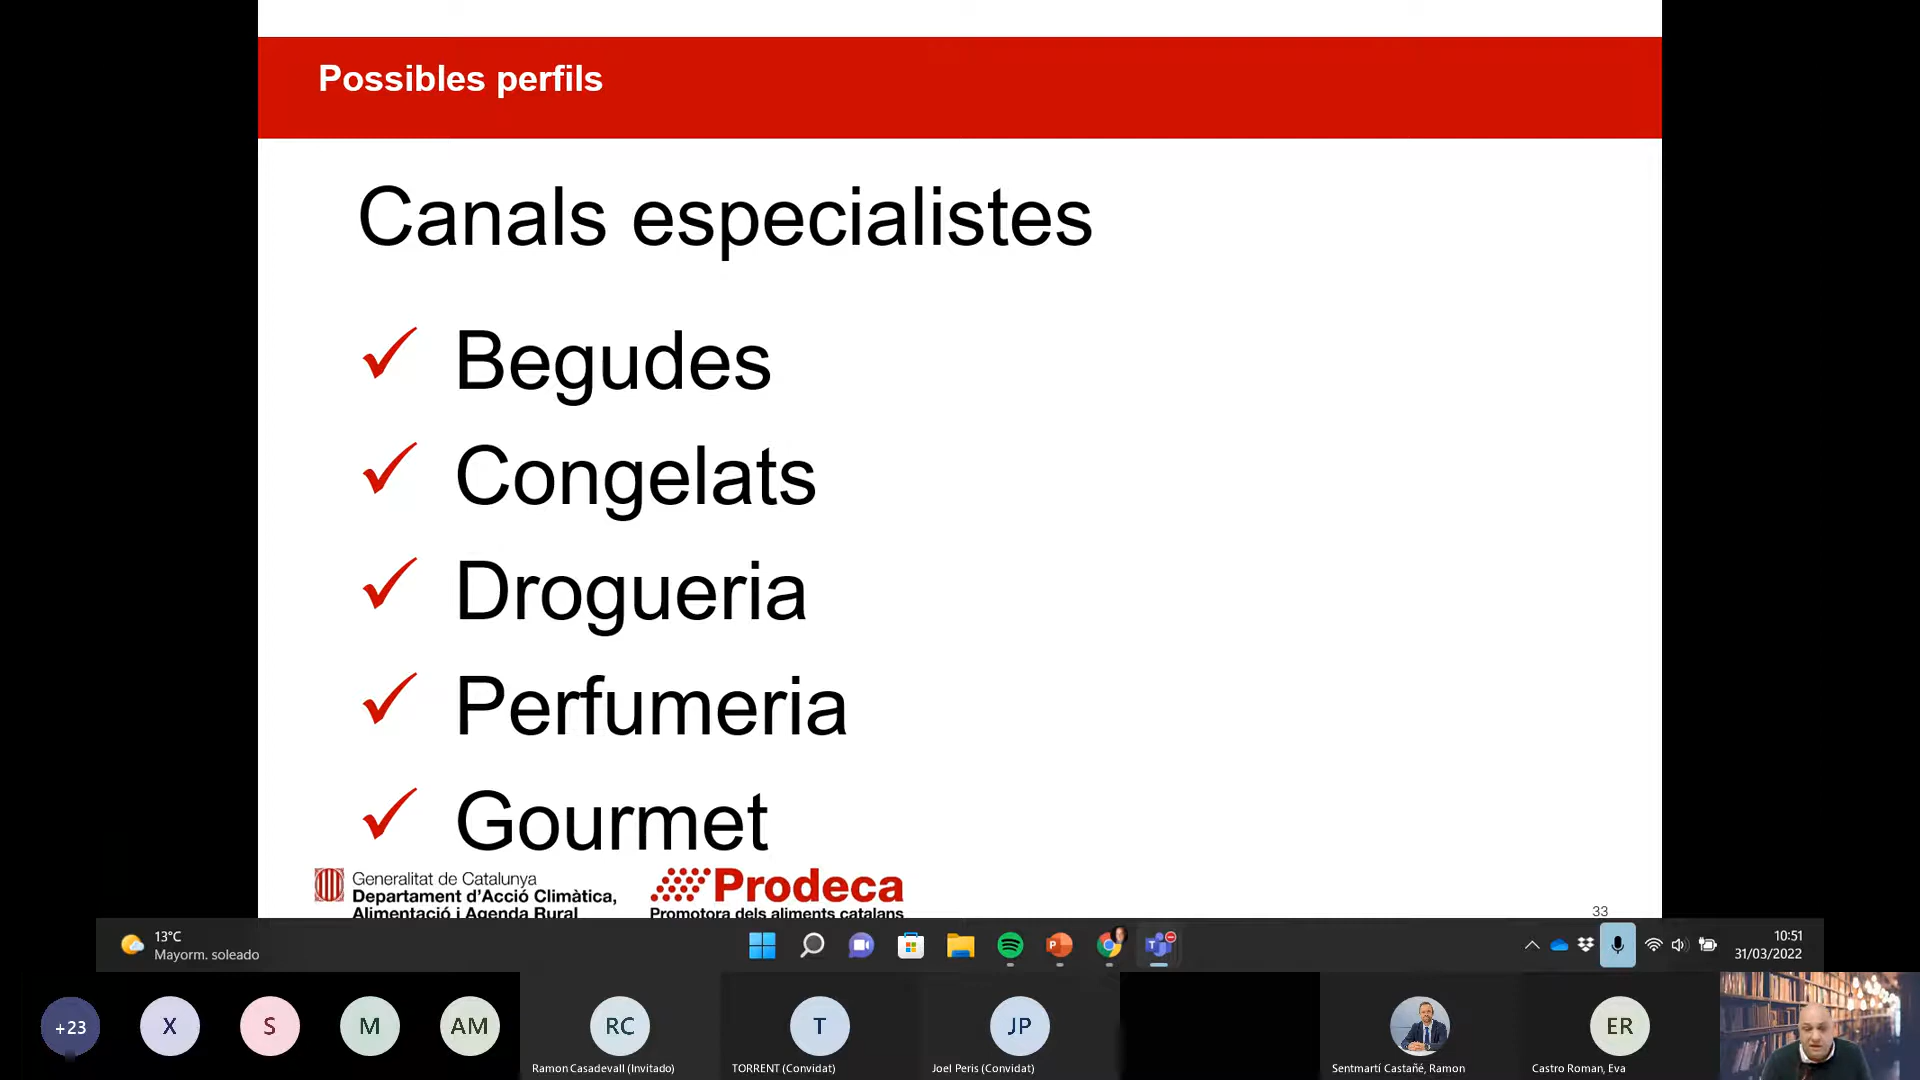 Possibles perfils
Canals especialistes
Begudes
Congelats
Drogueria
Perfumeria
Gourmet
Generalitat de Catalunya
Departament d'Acció Climàtica,
Alimentació i Agenda Rural
Prodeca
Promotora dels aliments catalans
33
13°C
Mayorm. soleado
10:51
31/03/2022
+23
X
S
M
AM
RC
T
JP
ER
Ramon Casadevall (Invitado)
TORRENT (Convidat)
Joel Peris (Convidat)
Sentmartí Castañé, Ramon
Castro Roman, Eva